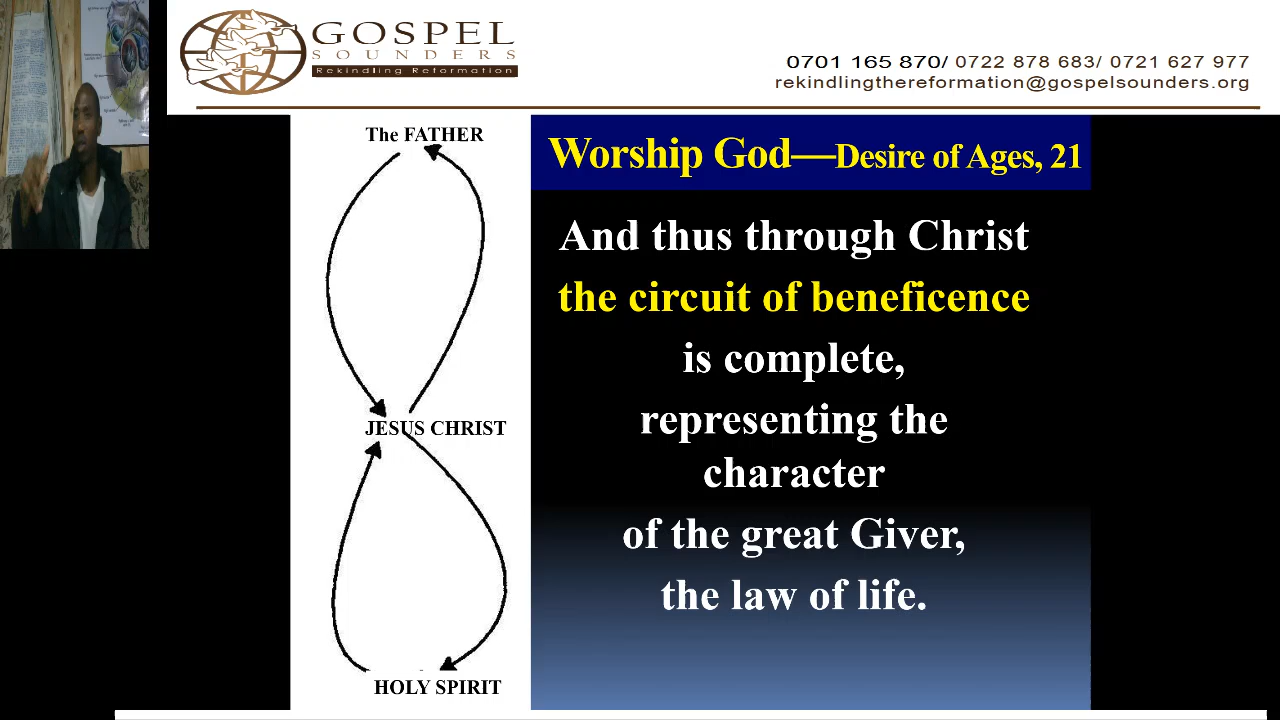 GOSPEL
SOUNDERS
Rekindling Reformation
0701 165 870/ 0722 878 683/ 0721 627 977
rekindlingthereformation@gospelsounders.org
The FATHER
JESUS CHRIST
HOLY SPIRIT
Worship God—Desire of Ages, 21
And thus through Christ
the circuit of beneficence
is complete,
representing the
character
of the great Giver,
the law of life.